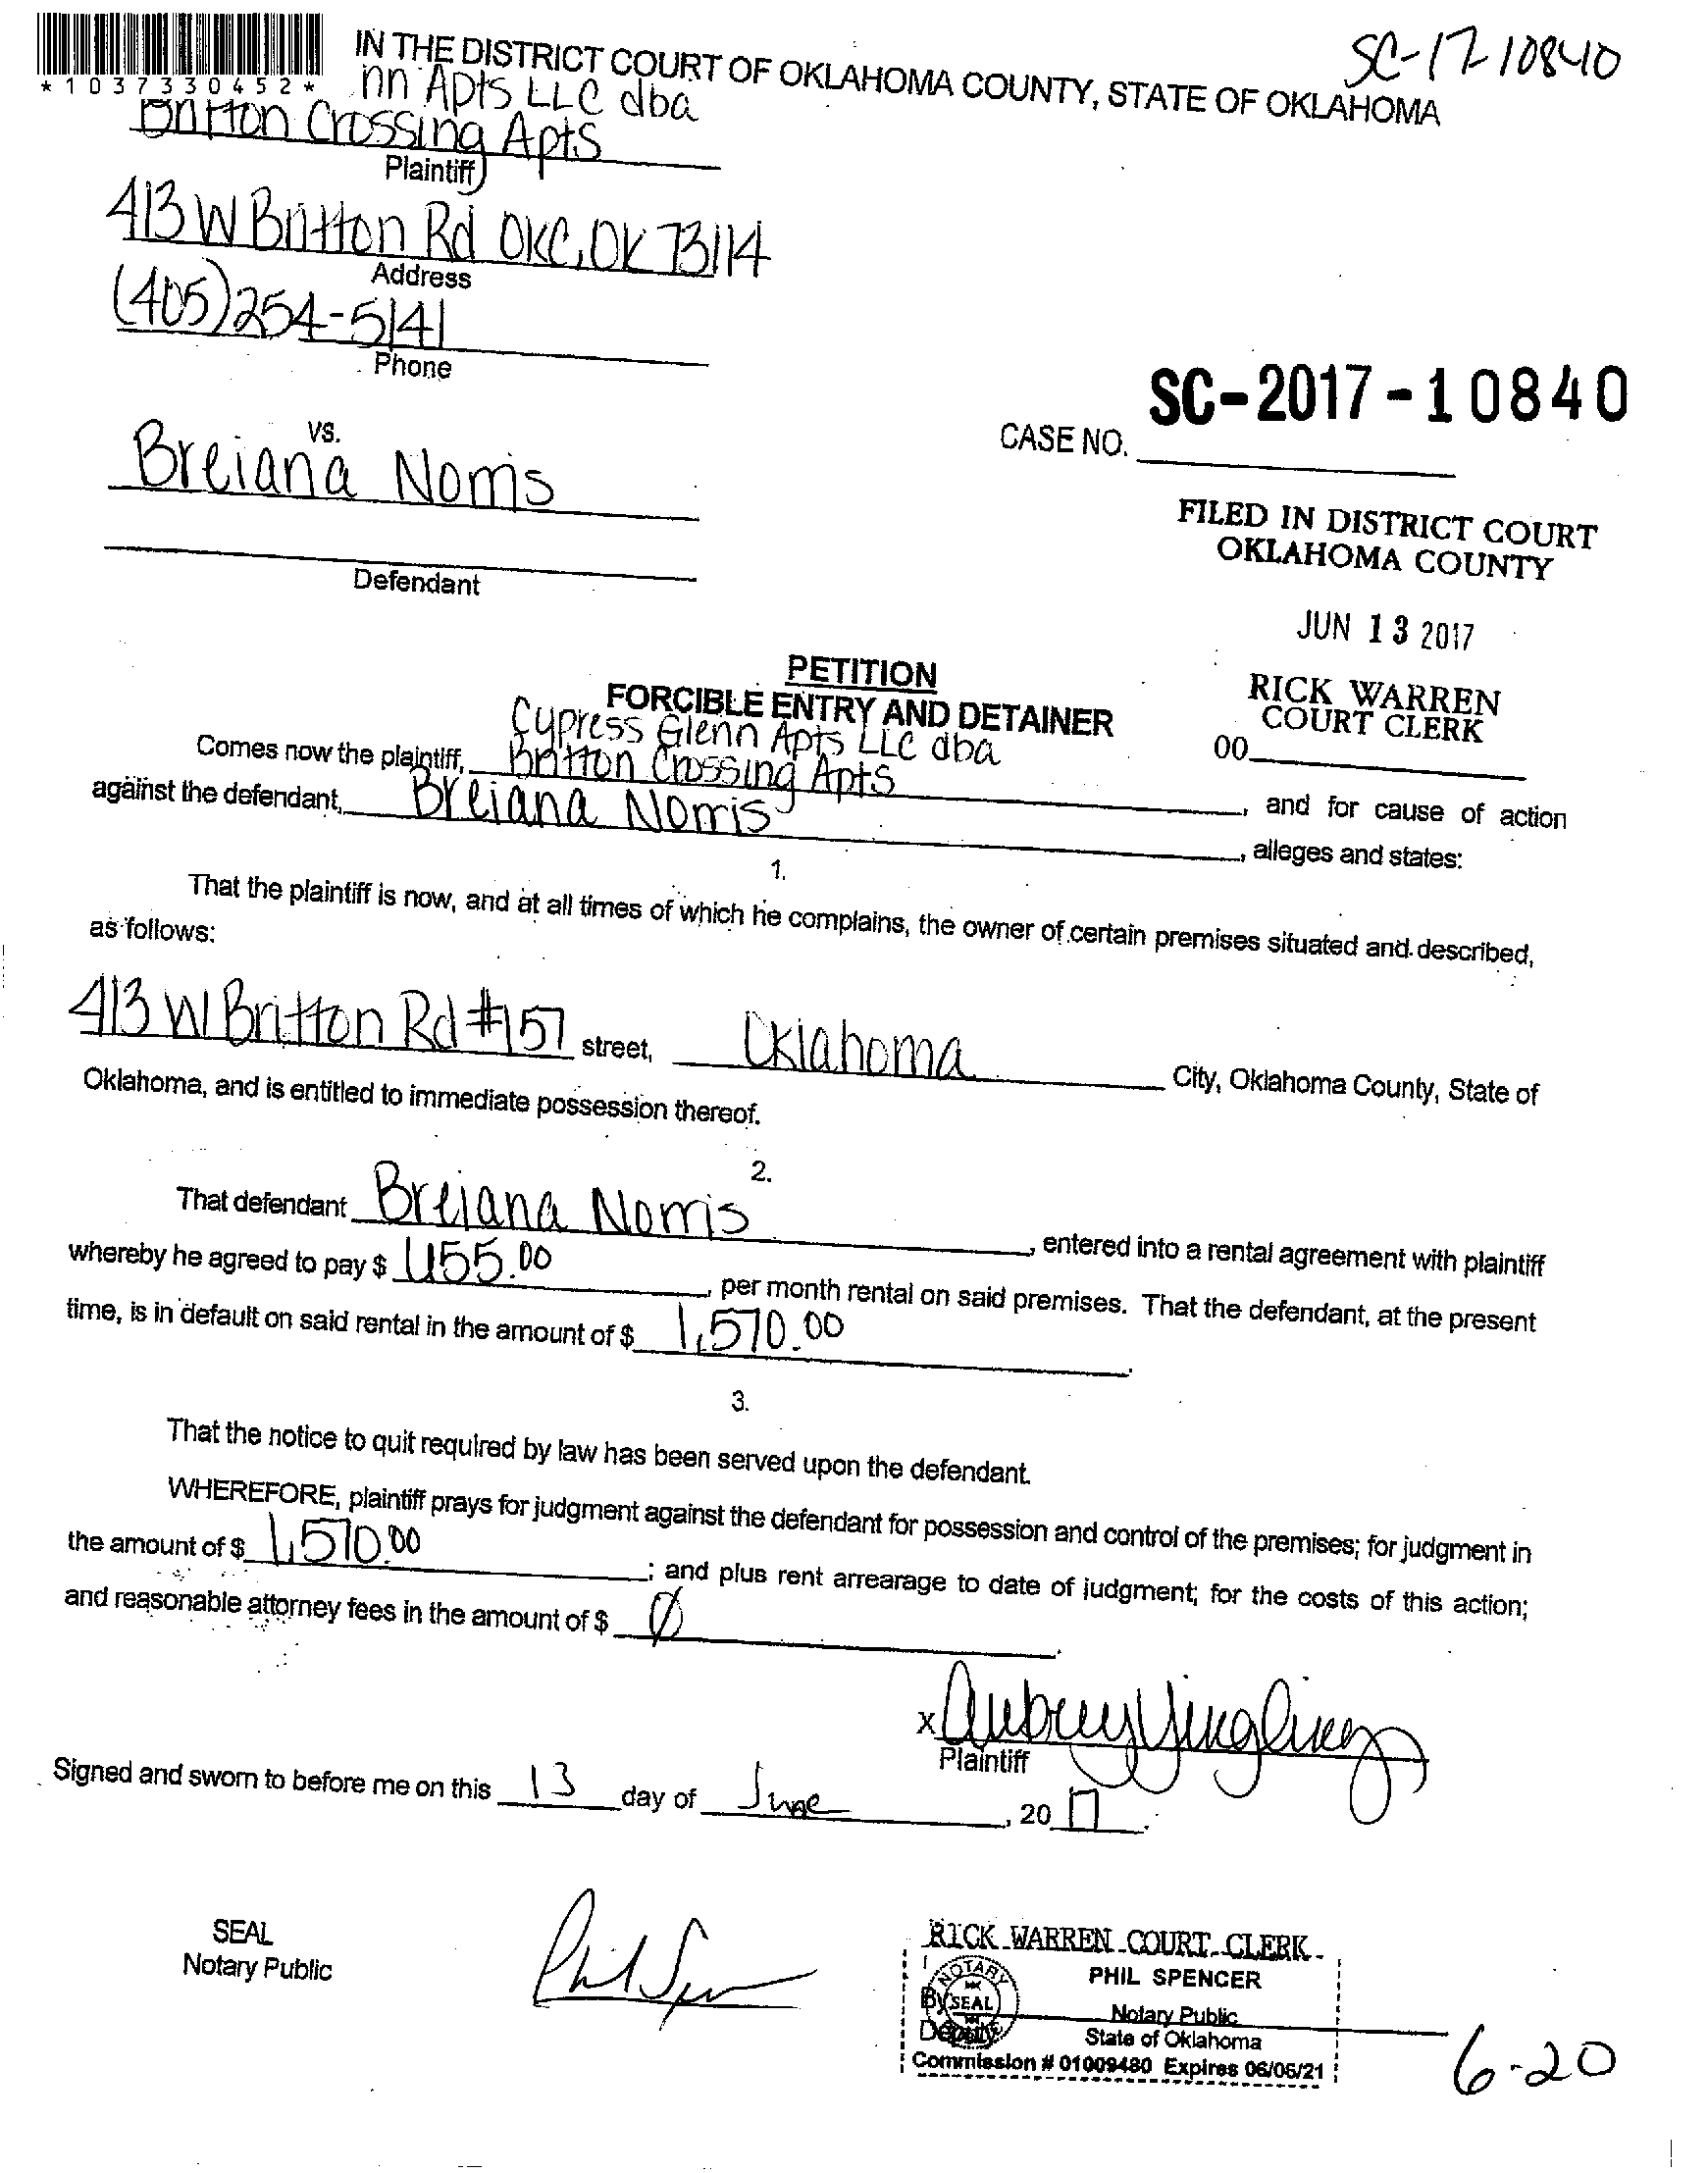 *1037330452*
IN THE DISTRICT COURT OF OKLAHOMA COUNTY, STATE OF OKLAHOMA
SC-17-10840
nn Apts LLC dba
Britton Crossing Apts
Plaintiff
413 W Britton Rd OKC, OK 73114
Address
(405)254-5141
Phone
vs.
SC-2017-10840
CASE NO.
Breiana Norris
FILED IN DISTRICT COURT
OKLAHOMA COUNTY
Defendant
JUN 13 2017
PETITION
FORCIBLE ENTRY AND DETAINER
RICK WARREN
COURT CLERK
00
Cypress Glenn Apts LLC dba
Comes now the plaintiff, Britton Crossing Apts, and for cause of action
against the defendant, Breiana Norris, alleges and states:
1.
That the plaintiff is now, and at all times of which he complains, the owner of certain premises situated and described,
as follows:
413 W Britton Rd #157 street, Oklahoma City, Oklahoma County, State of
Oklahoma, and is entitled to immediate possession thereof.
2.
That defendant Breiana Norris, entered into a rental agreement with plaintiff
whereby he agreed to pay $ 455.00, per month rental on said premises. That the defendant, at the present
time, is in default on said rental in the amount of $ 1,570.00.
3.
That the notice to quit required by law has been served upon the defendant.
WHEREFORE, plaintiff prays for judgment against the defendant for possession and control of the premises; for judgment in
the amount of $ 1,570.00; and plus rent arrearage to date of judgment; for the costs of this action;
and reasonable attorney fees in the amount of $ Ø.
x Aubrey Yingling
Plaintiff
Signed and sworn to before me on this 13 day of June, 2017.
SEAL
Notary Public
Phil Spencer
RICK WARREN COURT CLERK
NOTARY
SEAL
PHIL SPENCER
By
Notary Public
Deputy
State of Oklahoma
Commission # 01009480 Expires 06/05/21
6-20